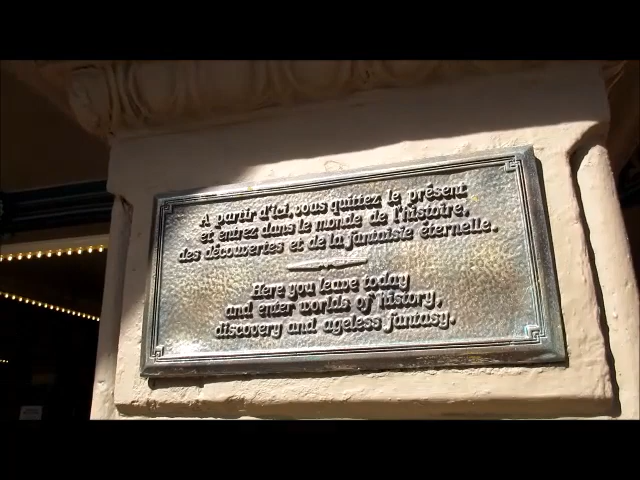 A partir d'ici, vous quittez le présent
et entrez dans le monde de l'histoire,
des découvertes et de la fantaisie éternelle.
Here you leave today
and enter worlds of history,
discovery and ageless fantasy.